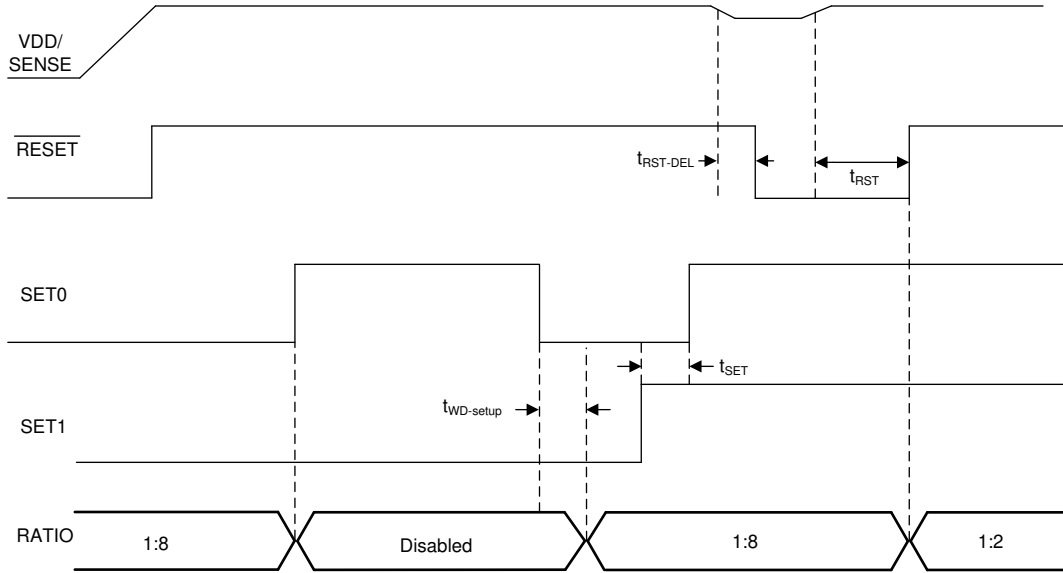 VDD/
SENSE
RESET
tRST-DEL
tRST
SET0
tSET
SET1
tWD-setup
RATIO
1:8
Disabled
1:8
1:2